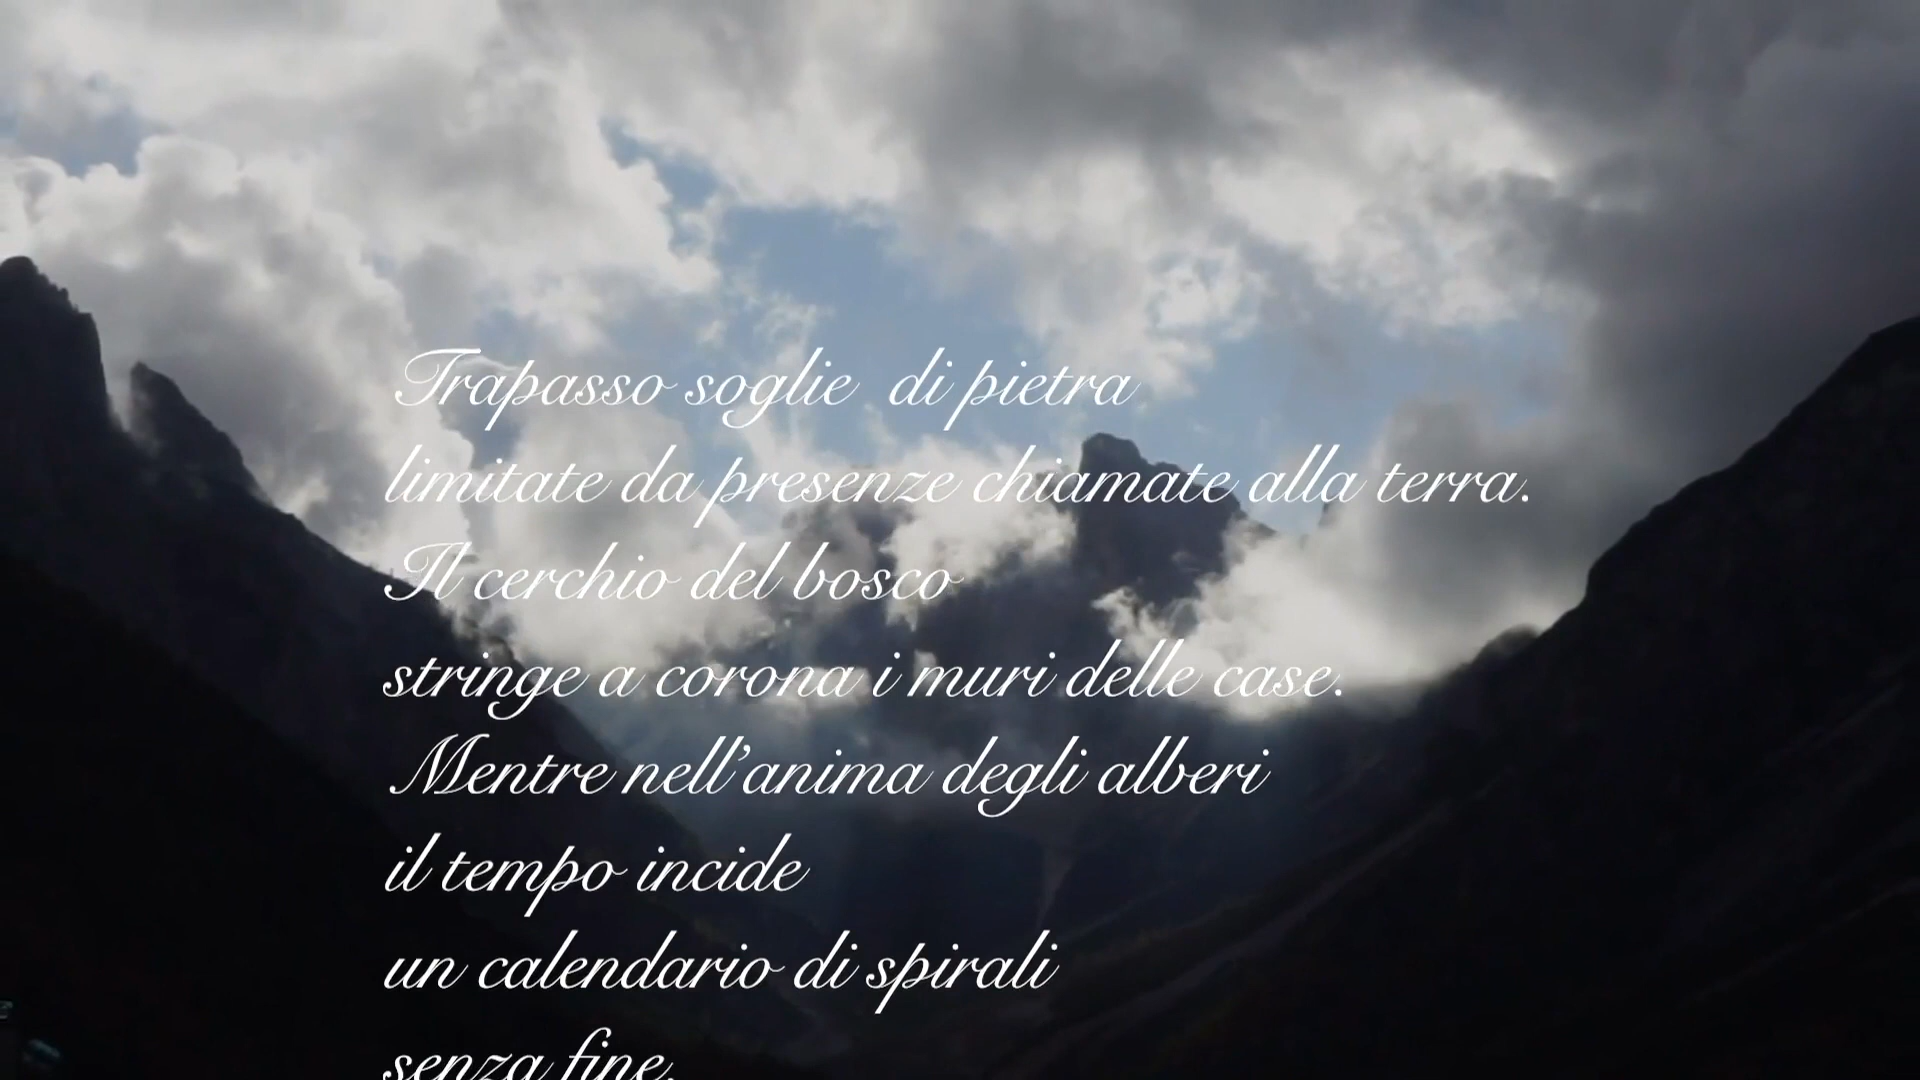 Trapasso soglie di pietra
limitate da presenze chiamate alla terra.
Il cerchio del bosco
stringe a corona i muri delle case.
Mentre nell'anima degli alberi
il tempo incide
un calendario di spirali
senza fine.